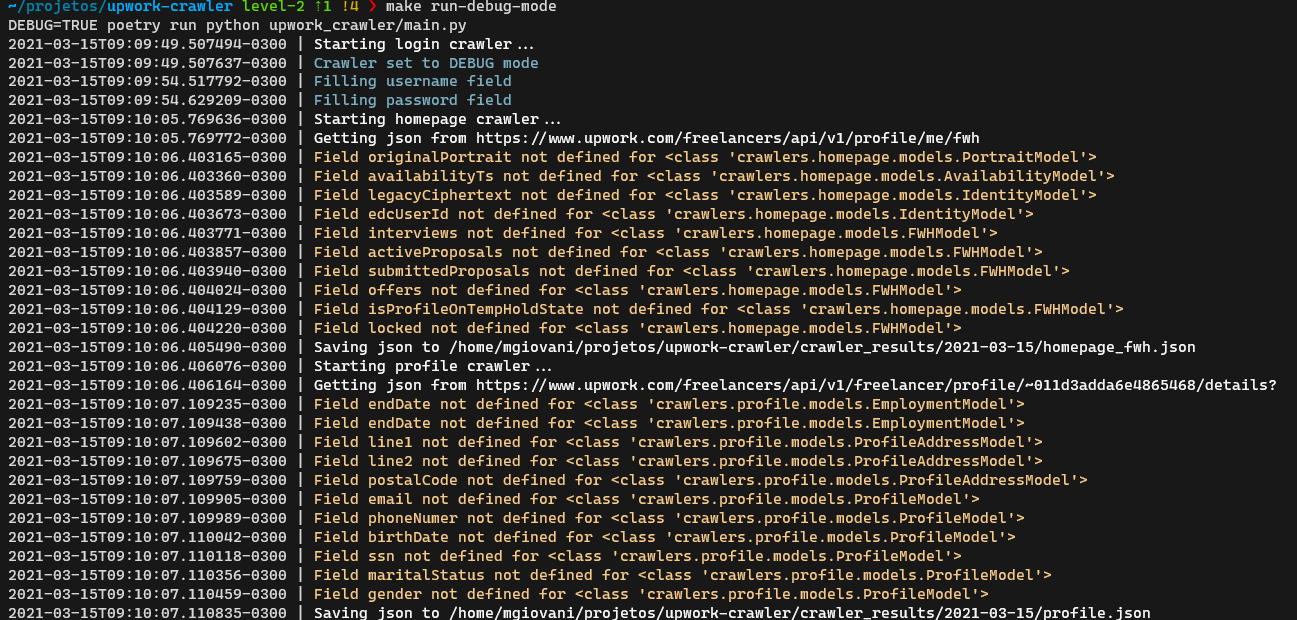 ~/projetos/upwork-crawler level-2 ↑1 !4 ❯ make run-debug-mode
DEBUG=TRUE poetry run python upwork_crawler/main.py
2021-03-15T09:09:49.507494-0300 | Starting login crawler...
2021-03-15T09:09:49.507637-0300 | Crawler set to DEBUG mode
2021-03-15T09:09:54.517792-0300 | Filling username field
2021-03-15T09:09:54.629209-0300 | Filling password field
2021-03-15T09:10:05.769636-0300 | Starting homepage crawler...
2021-03-15T09:10:05.769772-0300 | Getting json from https://www.upwork.com/freelancers/api/v1/profile/me/fwh
2021-03-15T09:10:06.403165-0300 | Field originalPortrait not defined for <class 'crawlers.homepage.models.PortraitModel'>
2021-03-15T09:10:06.403360-0300 | Field availabilityTs not defined for <class 'crawlers.homepage.models.AvailabilityModel'>
2021-03-15T09:10:06.403589-0300 | Field legacyCiphertext not defined for <class 'crawlers.homepage.models.IdentityModel'>
2021-03-15T09:10:06.403673-0300 | Field edcUserId not defined for <class 'crawlers.homepage.models.IdentityModel'>
2021-03-15T09:10:06.403771-0300 | Field interviews not defined for <class 'crawlers.homepage.models.FWHModel'>
2021-03-15T09:10:06.403857-0300 | Field activeProposals not defined for <class 'crawlers.homepage.models.FWHModel'>
2021-03-15T09:10:06.403940-0300 | Field submittedProposals not defined for <class 'crawlers.homepage.models.FWHModel'>
2021-03-15T09:10:06.404024-0300 | Field offers not defined for <class 'crawlers.homepage.models.FWHModel'>
2021-03-15T09:10:06.404129-0300 | Field isProfileOnTempHoldState not defined for <class 'crawlers.homepage.models.FWHModel'>
2021-03-15T09:10:06.404220-0300 | Field locked not defined for <class 'crawlers.homepage.models.FWHModel'>
2021-03-15T09:10:06.405490-0300 | Saving json to /home/mgiovani/projetos/upwork-crawler/crawler_results/2021-03-15/homepage_fwh.json
2021-03-15T09:10:06.406076-0300 | Starting profile crawler...
2021-03-15T09:10:06.406164-0300 | Getting json from https://www.upwork.com/freelancers/api/v1/freelancer/profile/~011d3adda6e4865468/details?
2021-03-15T09:10:07.109235-0300 | Field endDate not defined for <class 'crawlers.profile.models.EmploymentModel'>
2021-03-15T09:10:07.109438-0300 | Field endDate not defined for <class 'crawlers.profile.models.EmploymentModel'>
2021-03-15T09:10:07.109602-0300 | Field line1 not defined for <class 'crawlers.profile.models.ProfileAddressModel'>
2021-03-15T09:10:07.109675-0300 | Field line2 not defined for <class 'crawlers.profile.models.ProfileAddressModel'>
2021-03-15T09:10:07.109759-0300 | Field postalCode not defined for <class 'crawlers.profile.models.ProfileAddressModel'>
2021-03-15T09:10:07.109905-0300 | Field email not defined for <class 'crawlers.profile.models.ProfileModel'>
2021-03-15T09:10:07.109989-0300 | Field phoneNumer not defined for <class 'crawlers.profile.models.ProfileModel'>
2021-03-15T09:10:07.110042-0300 | Field birthDate not defined for <class 'crawlers.profile.models.ProfileModel'>
2021-03-15T09:10:07.110118-0300 | Field ssn not defined for <class 'crawlers.profile.models.ProfileModel'>
2021-03-15T09:10:07.110356-0300 | Field maritalStatus not defined for <class 'crawlers.profile.models.ProfileModel'>
2021-03-15T09:10:07.110459-0300 | Field gender not defined for <class 'crawlers.profile.models.ProfileModel'>
2021-03-15T09:10:07.110835-0300 | Saving json to /home/mgiovani/projetos/upwork-crawler/crawler_results/2021-03-15/profile.json